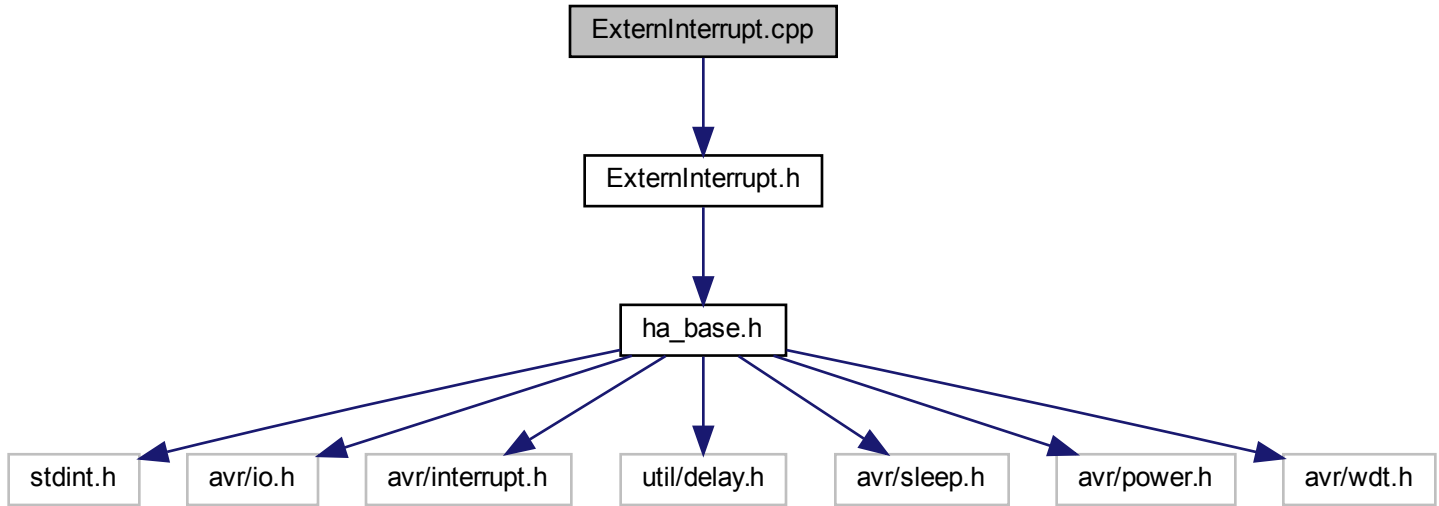 ExternInterrupt.cpp
ExternInterrupt.h
ha_base.h
stdint.h
avr/io.h
avr/interrupt.h
util/delay.h
avr/sleep.h
avr/power.h
avr/wdt.h